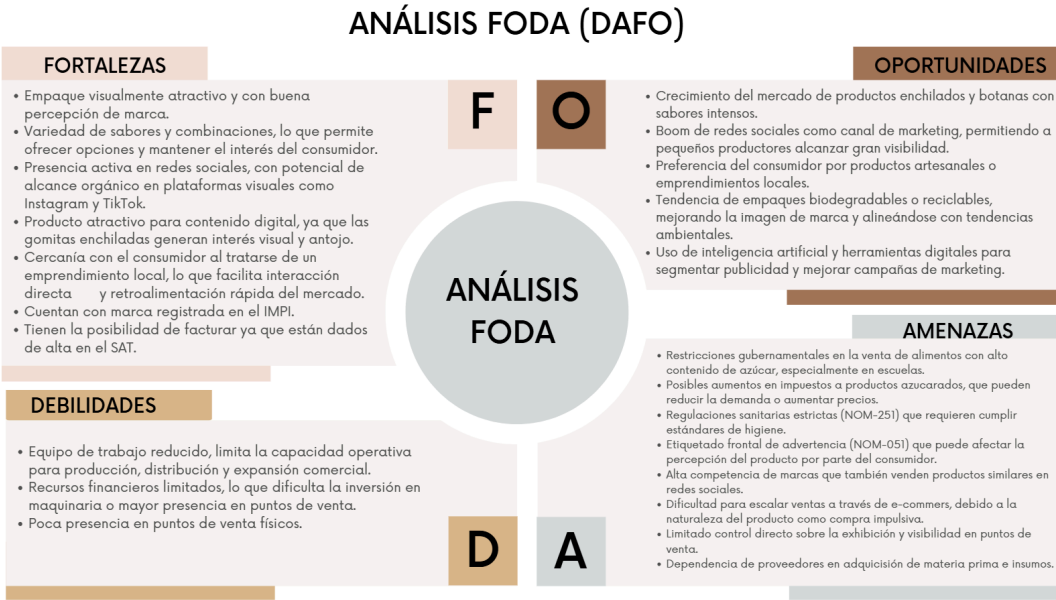 ANÁLISIS FODA (DAFO)
FORTALEZAS
F
• Empaque visualmente atractivo y con buena
percepción de marca.
• Variedad de sabores y combinaciones, lo que permite
ofrecer opciones y mantener el interés del consumidor.
• Presencia activa en redes sociales, con potencial de
alcance orgánico en plataformas visuales como
Instagram y TikTok.
• Producto atractivo para contenido digital, ya que las
gomitas enchiladas generan interés visual y antojo.
• Cercanía con el consumidor al tratarse de un
emprendimiento local, lo que facilita interacción
directa y retroalimentación rápida del mercado.
• Cuentan con marca registrada en el IMPI.
• Tienen la posibilidad de facturar ya que están dados
de alta en el SAT.
OPORTUNIDADES
O
• Crecimiento del mercado de productos enchilados y botanas con
sabores intensos.
• Boom de redes sociales como canal de marketing, permitiendo a
pequeños productores alcanzar gran visibilidad.
• Preferencia del consumidor por productos artesanales o
emprendimientos locales.
• Tendencia de empaques biodegradables o reciclables,
mejorando la imagen de marca y alineándose con tendencias
ambientales.
• Uso de inteligencia artificial y herramientas digitales para
segmentar publicidad y mejorar campañas de marketing.
ANÁLISIS
FODA
DEBILIDADES
• Equipo de trabajo reducido, limita la capacidad operativa
para producción, distribución y expansión comercial.
• Recursos financieros limitados, lo que dificulta la inversión en
maquinaria o mayor presencia en puntos de venta.
• Poca presencia en puntos de venta físicos.
D
AMENAZAS
• Restricciones gubernamentales en la venta de alimentos con alto
contenido de azúcar, especialmente en escuelas.
• Posibles aumentos en impuestos a productos azucarados, que pueden
reducir la demanda o aumentar precios.
• Regulaciones sanitarias estrictas (NOM-251) que requieren cumplir
estándares de higiene.
• Etiquetado frontal de advertencia (NOM-051) que puede afectar la
percepción del producto por parte del consumidor.
• Alta competencia de marcas que también venden productos similares en
redes sociales.
• Dificultad para escalar ventas a través de e-commers, debido a la
naturaleza del producto como compra impulsiva.
• Limitado control directo sobre la exhibición y visibilidad en puntos de
venta.
• Dependencia de proveedores en adquicisión de materia prima e insumos.
A